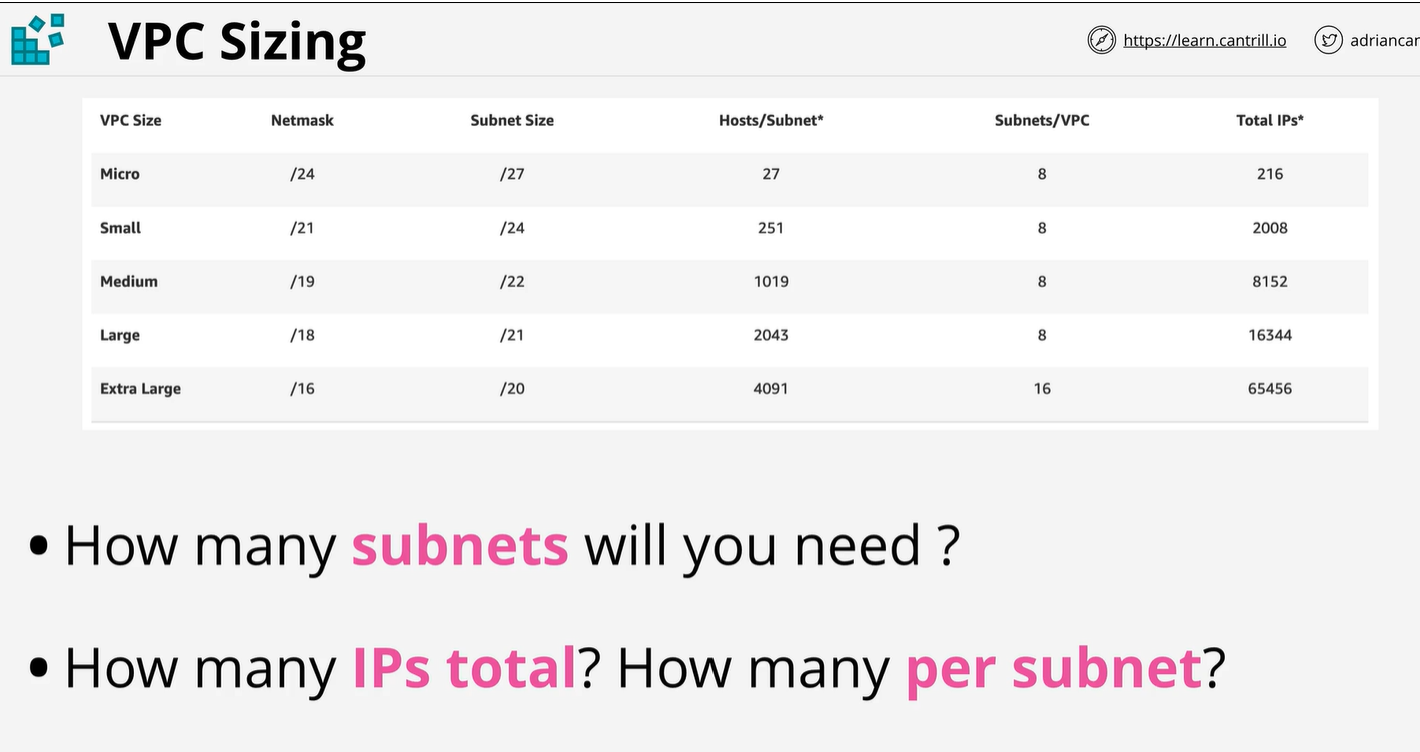 VPC Sizing
https://learn.cantrill.io
adriancar
VPC Size Netmask Subnet Size Hosts/Subnet* Subnets/VPC Total IPs*
Micro /24 /27 27 8 216
Small /21 /24 251 8 2008
Medium /19 /22 1019 8 8152
Large /18 /21 2043 8 16344
Extra Large /16 /20 4091 16 65456
• How many subnets will you need ?
• How many IPs total? How many per subnet?